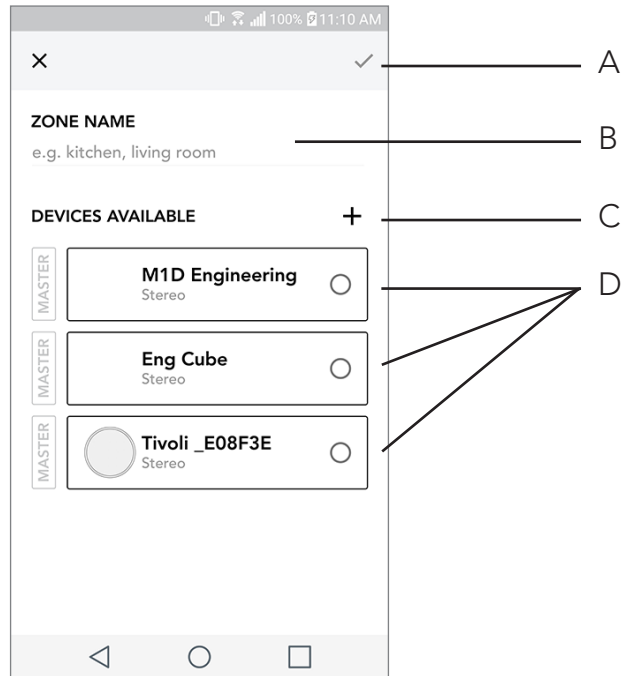 100% 11:10 AM
A
ZONE NAME
B
e.g. kitchen, living room
DEVICES AVAILABLE
C
MASTER
M1D Engineering
Stereo
D
MASTER
Eng Cube
Stereo
MASTER
Tivoli _E08F3E
Stereo